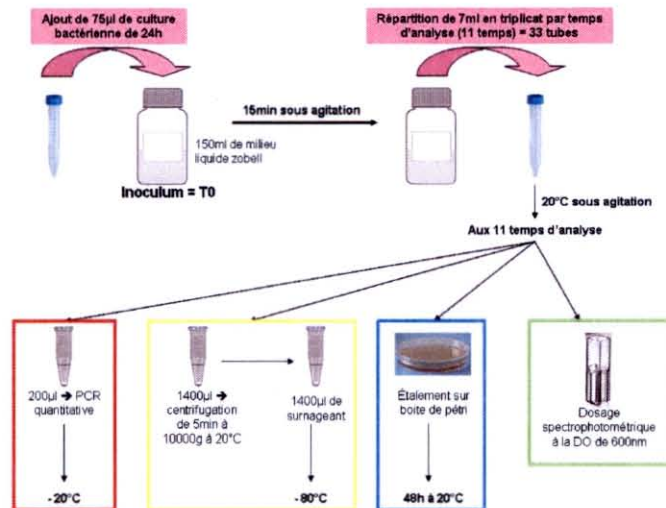 Ajout de 75µl de culture
bactérienne de 24h
Répartition de 7ml en triplicat par temps
d'analyse (11 temps) = 33 tubes
15min sous agitation
150ml de milieu
liquide zobell
Inoculum = T0
20°C sous agitation
Aux 11 temps d'analyse
200µl → PCR
quantitative
- 20°C
1400µl →
centrifugation
de 5min à
10000g à 20°C
1400µl de
surnageant
- 80°C
Étalement sur
boite de pétri
48h à 20°C
Dosage
spectrophotométrique
à la DO de 600nm